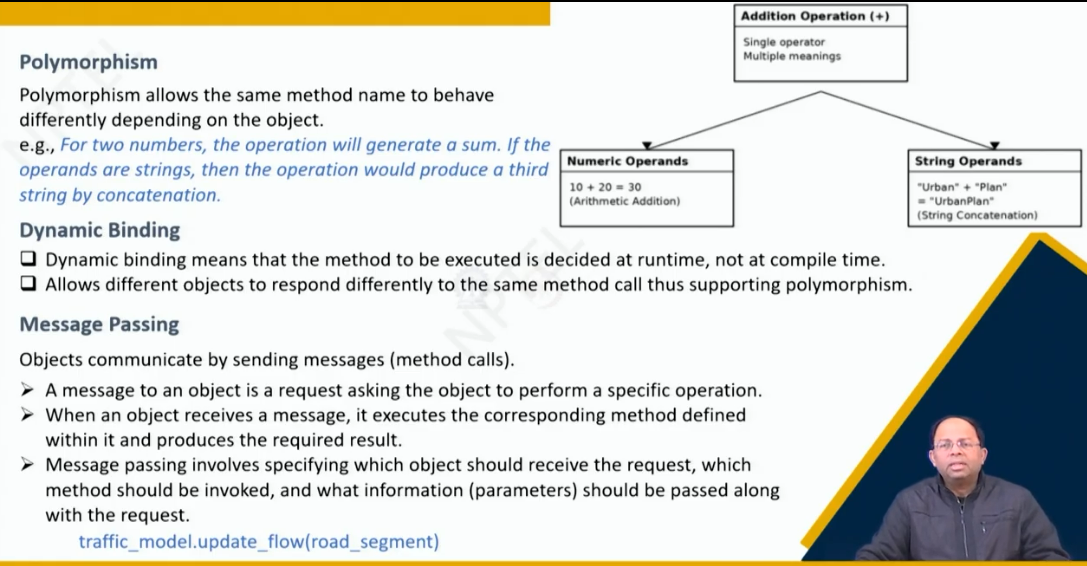 Addition Operation (+)
Single operator
Multiple meanings
Polymorphism
Polymorphism allows the same method name to behave
differently depending on the object.
e.g., For two numbers, the operation will generate a sum. If the
operands are strings, then the operation would produce a third
string by concatenation.
Numeric Operands
10 + 20 = 30
(Arithmetic Addition)
String Operands
"Urban" + "Plan"
= "UrbanPlan"
(String Concatenation)
Dynamic Binding
❑ Dynamic binding means that the method to be executed is decided at runtime, not at compile time.
❑ Allows different objects to respond differently to the same method call thus supporting polymorphism.
Message Passing
Objects communicate by sending messages (method calls).
➢ A message to an object is a request asking the object to perform a specific operation.
➢ When an object receives a message, it executes the corresponding method defined
within it and produces the required result.
➢ Message passing involves specifying which object should receive the request, which
method should be invoked, and what information (parameters) should be passed along
with the request.
traffic_model.update_flow(road_segment)
NPTEL
NPTEL